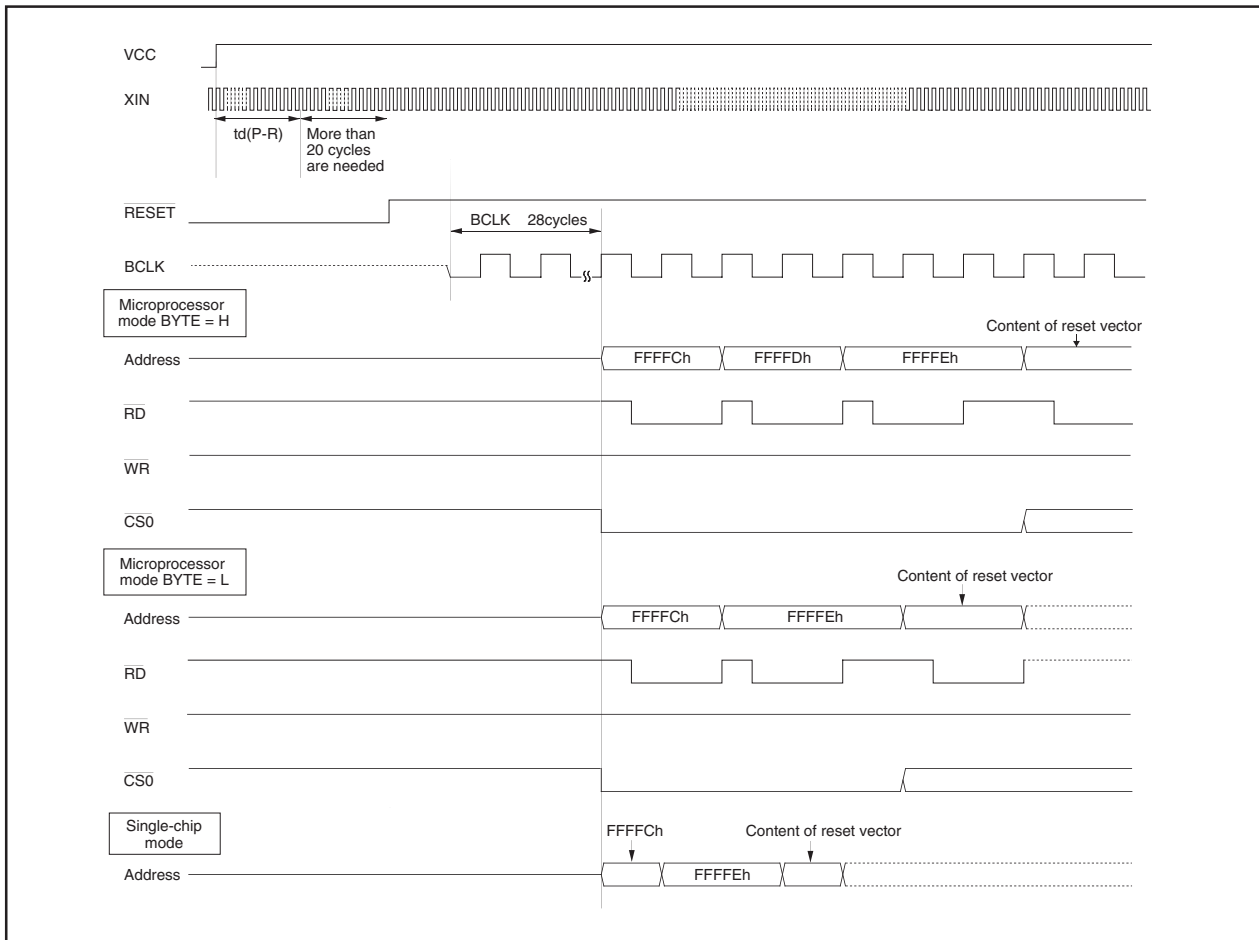 VCC
XIN
td(P-R)
More than
20 cycles
are needed
RESET
BCLK 28cycles
BCLK
Microprocessor
mode BYTE = H
Content of reset vector
Address
FFFFCh
FFFFDh
FFFFEh
RD
WR
CS0
Microprocessor
mode BYTE = L
Content of reset vector
Address
FFFFCh
FFFFEh
RD
WR
CS0
Single-chip
mode
FFFFCh
Content of reset vector
Address
FFFFEh